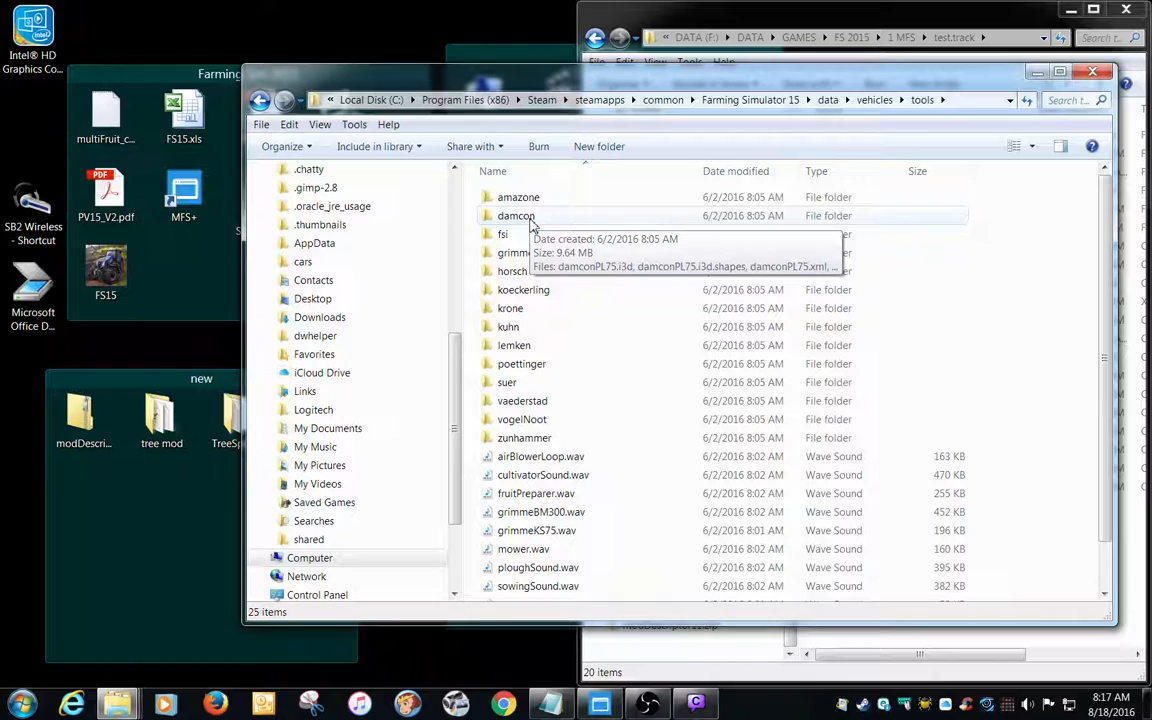 Intel® HD
Graphics Co...
Farming
multiFruit_c...
FS15.xls
PV15_V2.pdf
MFS+
SB2 Wireless
- Shortcut
FS15
Microsoft
Office D...
new
modDescri...
tree mod
TreeSp
DATA (F:) DATA GAMES FS 2015 1 MFS test.track
Search t...
Local Disk (C:) Program Files (x86) Steam steamapps common Farming Simulator 15 data vehicles tools
Search...
File Edit View Tools Help
Organize Include in library Share with Burn New folder
.chatty
.gimp-2.8
.oracle_jre_usage
.thumbnails
AppData
cars
Contacts
Desktop
Downloads
dwhelper
Favorites
iCloud Drive
Links
Logitech
My Documents
My Music
My Pictures
My Videos
Saved Games
Searches
shared
Computer
Network
Control Panel
Name Date modified Type Size
amazone 6/2/2016 8:05 AM File folder
damcon 6/2/2016 8:05 AM File folder
fsi 6/2/2016 8:05 AM File folder
Date created: 6/2/2016 8:05 AM
Size: 9.64 MB
Files: damconPL75.i3d, damconPL75.i3d.shapes, damconPL75.xml, ...
grimme File folder
horsch File folder
koeckerling 6/2/2016 8:05 AM File folder
krone 6/2/2016 8:05 AM File folder
kuhn 6/2/2016 8:05 AM File folder
lemken 6/2/2016 8:05 AM File folder
poettinger 6/2/2016 8:05 AM File folder
suer 6/2/2016 8:05 AM File folder
vaederstad 6/2/2016 8:05 AM File folder
vogelNoot 6/2/2016 8:05 AM File folder
zunhammer 6/2/2016 8:05 AM File folder
airBlowerLoop.wav 6/2/2016 8:02 AM Wave Sound 163 KB
cultivatorSound.wav 6/2/2016 8:02 AM Wave Sound 470 KB
fruitPreparer.wav 6/2/2016 8:02 AM Wave Sound 255 KB
grimmeBM300.wav 6/2/2016 8:02 AM Wave Sound 452 KB
grimmeKS75.wav 6/2/2016 8:01 AM Wave Sound 196 KB
mower.wav 6/2/2016 8:02 AM Wave Sound 160 KB
ploughSound.wav 6/2/2016 8:02 AM Wave Sound 395 KB
sowingSound.wav 6/2/2016 8:02 AM Wave Sound 382 KB
25 items
20 items
8:17 AM
8/18/2016